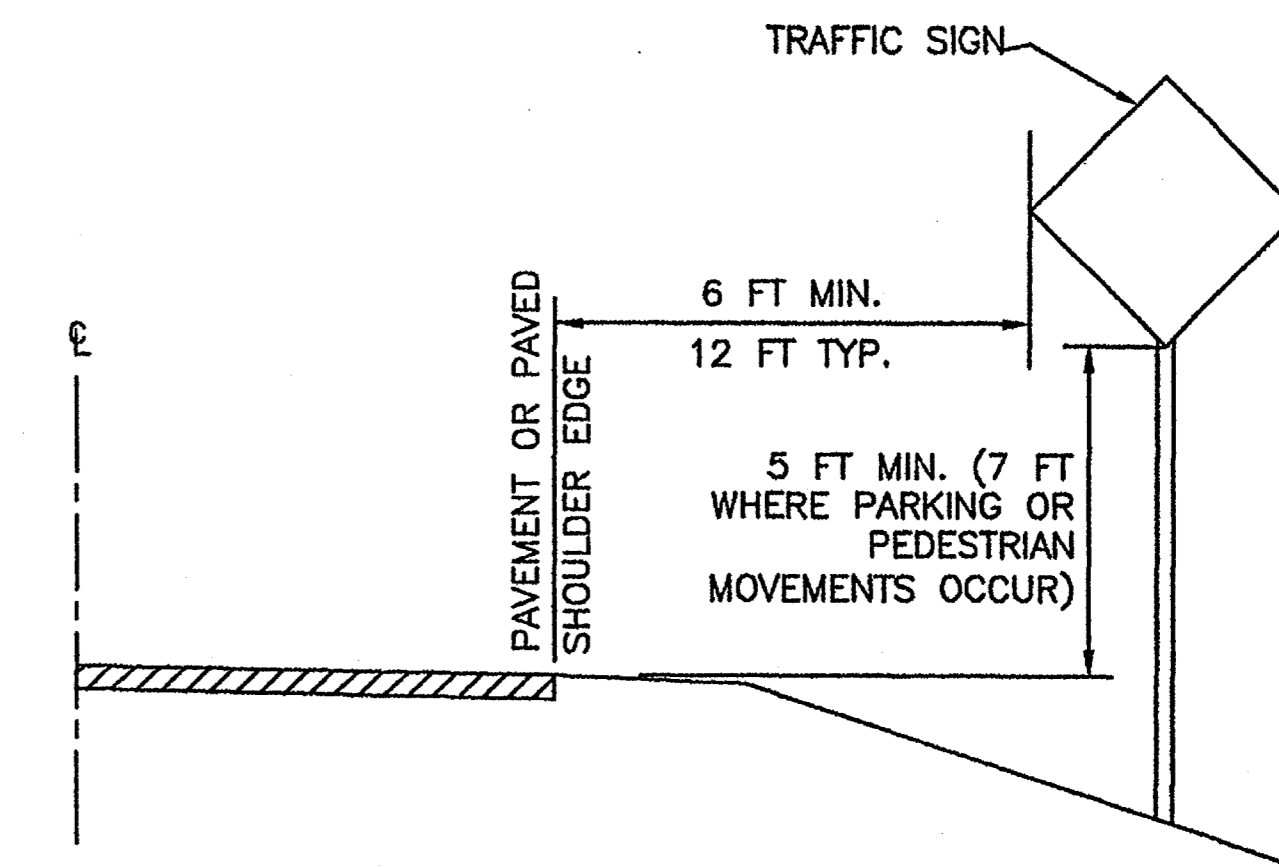 TRAFFIC SIGN
6 FT MIN.
12 FT TYP.
℄
PAVEMENT OR PAVED
SHOULDER EDGE
5 FT MIN. (7 FT
WHERE PARKING OR
PEDESTRIAN
MOVEMENTS OCCUR)